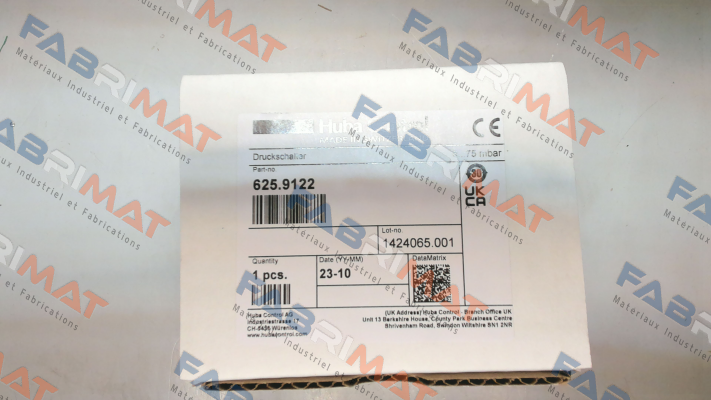 Huba Control
Druckschalter
75 mbar
Part-no
625.9122
30
UK
CA
CE
Lot-no.
1424065.001
Quantity
1 pcs.
Date (YY-MM)
23-10
DataMatrix
Huba Control AG
Industriestrasse 17
CH-5436 Würenlos
www.hubacontrol.com
(UK Address) Huba Control - Branch Office UK
Unit 13 Berkshire House, County Park Business Centre
Shrivenham Road, Swindon Wiltshire SN1 2NR
FABRIMAT
Materiaux Industriel et Fabrications